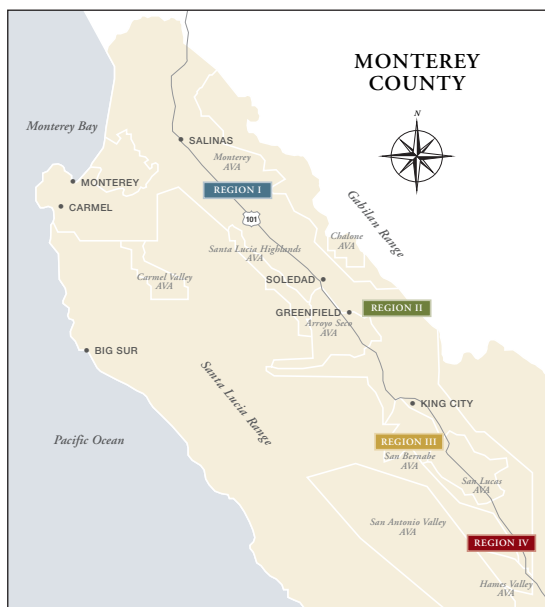 MONTEREY
COUNTY
N
Monterey Bay
SALINAS
Monterey
AVA
MONTEREY
REGION I
CARMEL
101
Gabilan Range
Chalone
AVA
Santa Lucia Highlands
AVA
Carmel Valley
AVA
SOLEDAD
REGION II
GREENFIELD
Arroyo Seco
AVA
BIG SUR
Santa Lucia Range
KING CITY
Pacific Ocean
REGION III
San Bernabe
AVA
San Lucas
AVA
San Antonio Valley
AVA
REGION IV
Hames Valley
AVA